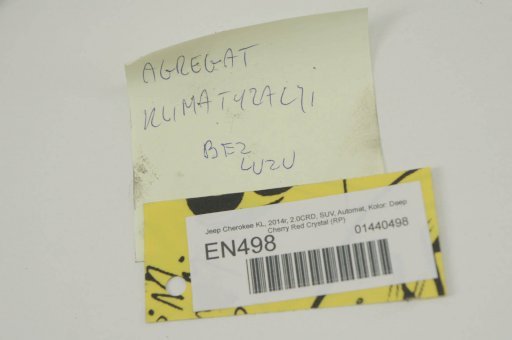 AGREGAT
KLIMATYZACYI
BEZ
LUZU
Jeep Cherokee KL, 2014r, 2.0CRD, SUV, Automat, Kolor: Deep
Cherry Red Crystal (RP)
EN498
01440498